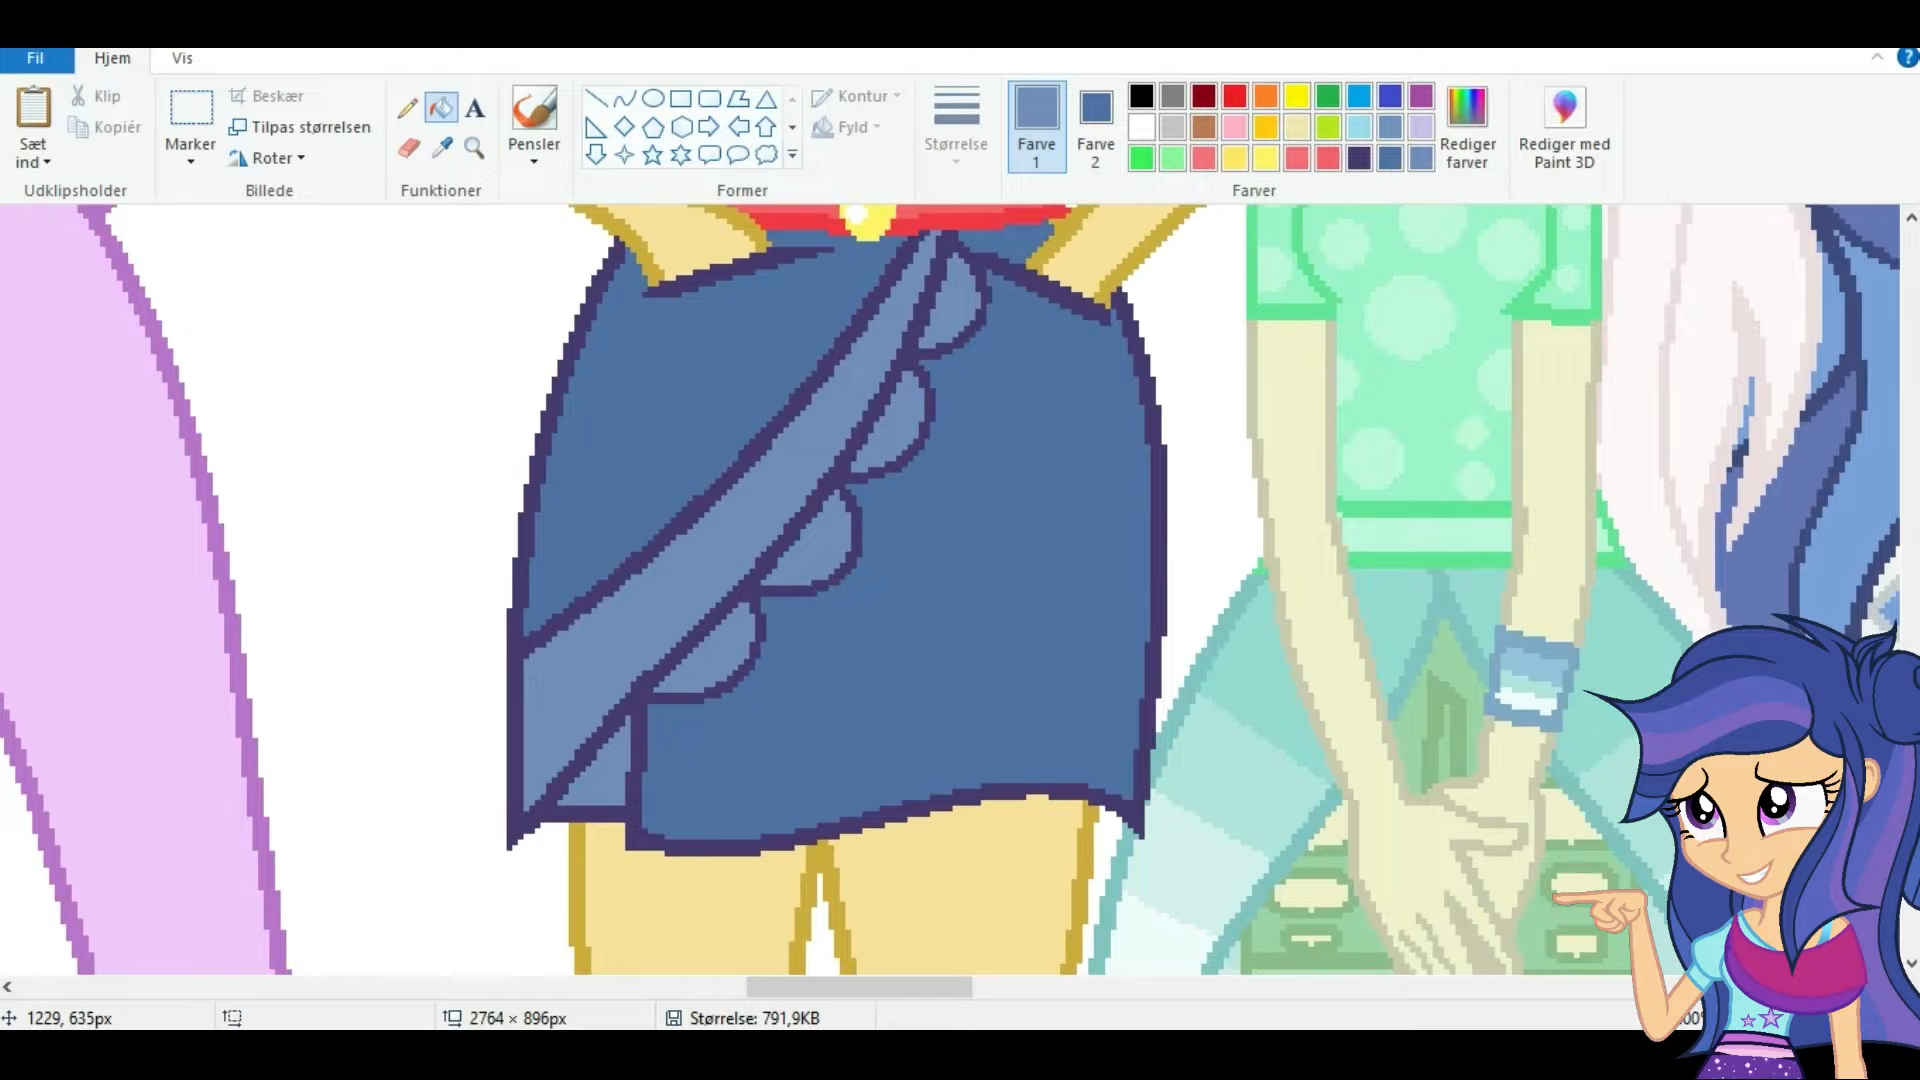 Fil Hjem Vis
Sæt
ind
Klip
Kopiér
Udklipsholder
Marker
Beskær
Tilpas størrelsen
Roter
Billede
A
Funktioner
Pensler
Former
Kontur
Fyld
Størrelse
Farve
1
Farve
2
Rediger
farver
Farver
Rediger med
Paint 3D
1229, 635px
2764 × 896px
Størrelse: 791,9KB